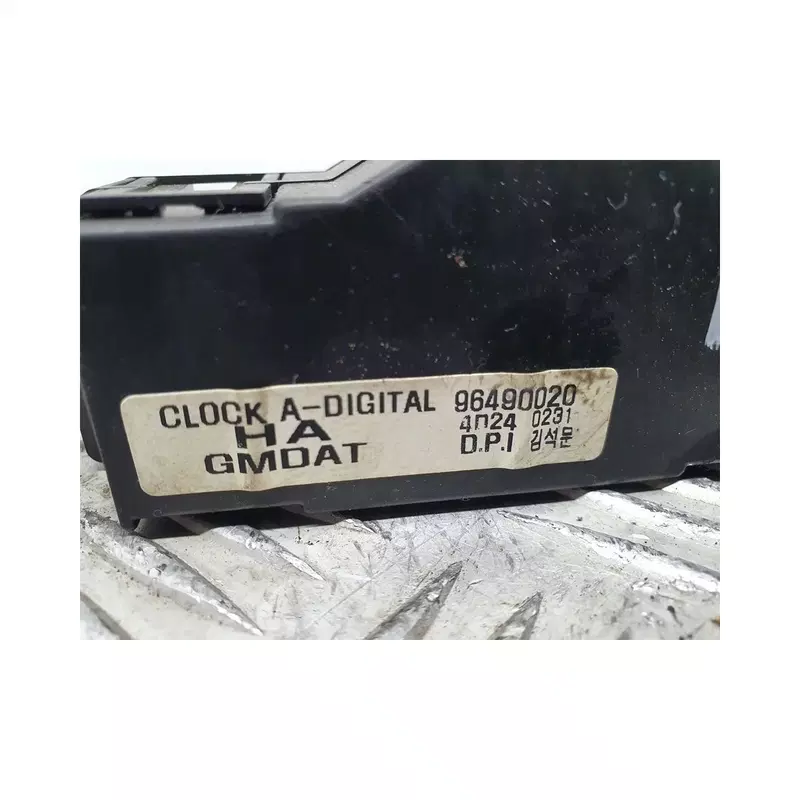 CLOCK A-DIGITAL 96490020
HA 4D24 0231
GMDAT D.P.I 김석문